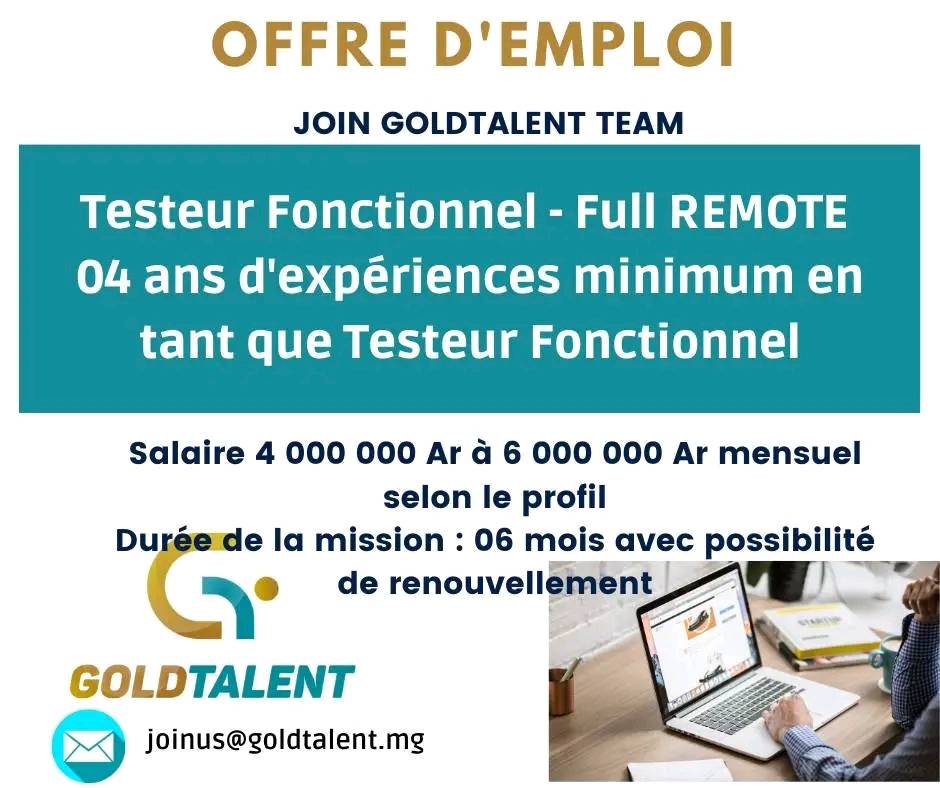 OFFRE D'EMPLOI
JOIN GOLDTALENT TEAM
Testeur Fonctionnel - Full REMOTE
04 ans d'expériences minimum en
tant que Testeur Fonctionnel
Salaire 4 000 000 Ar à 6 000 000 Ar mensuel
selon le profil
Durée de la mission : 06 mois avec possibilité
de renouvellement
GOLDTALENT
joinus@goldtalent.mg
STARTUP